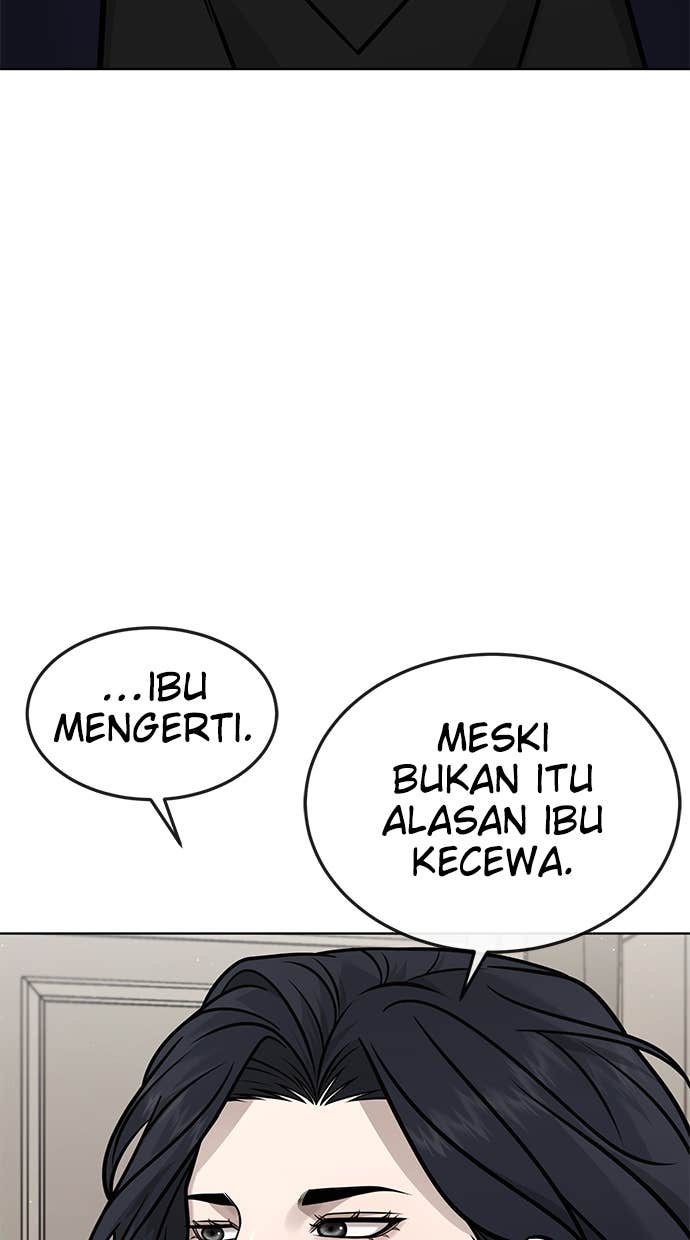 ...IBU
MENGERTI.
MESKI
BUKAN ITU
ALASAN IBU
KECEWA.